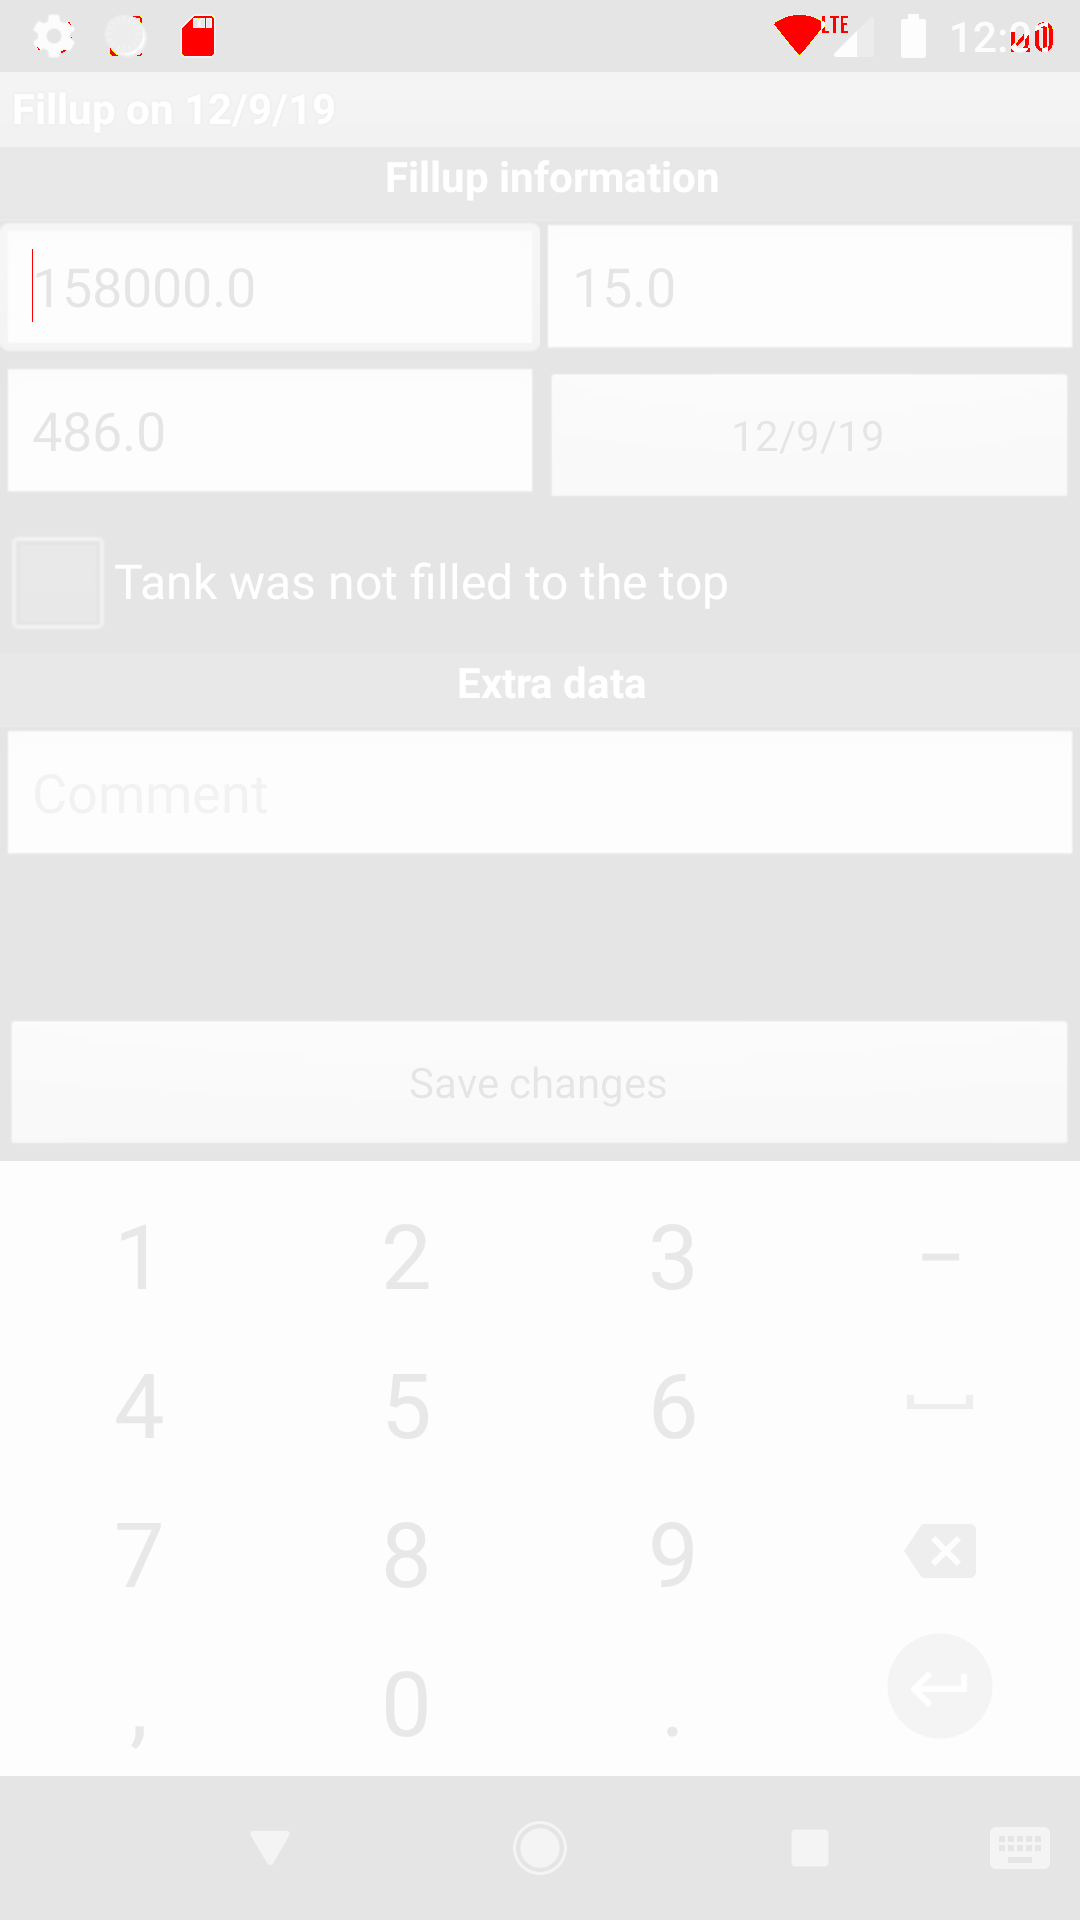 LTE
Fillup on 12/9/19
Fillup information
158000.0 15.0
486.0 12/9/19
Tank was not filled to the top
Extra data
Comment
Save changes
1 2 3 –
4 5 6
7 8 9
, 0 .